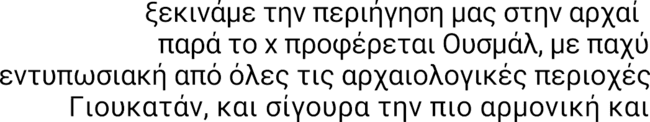 ξεκινάμε την περιήγηση μας στην αρχαί
παρά το x προφέρεται Ουσμάλ, με παχύ
εντυπωσιακή από όλες τις αρχαιολογικές περιοχές
Γιουκατάν, και σίγουρα την πιο αρμονική και